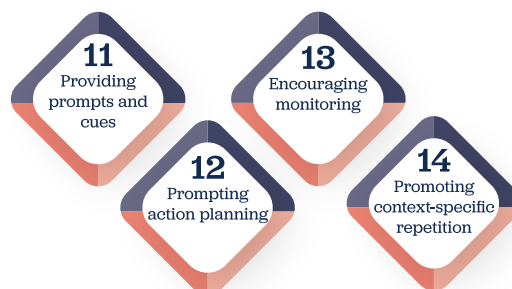 11
Providing
prompts and
cues
12
Prompting
action planning
13
Encouraging
monitoring
14
Promoting
context-specific
repetition